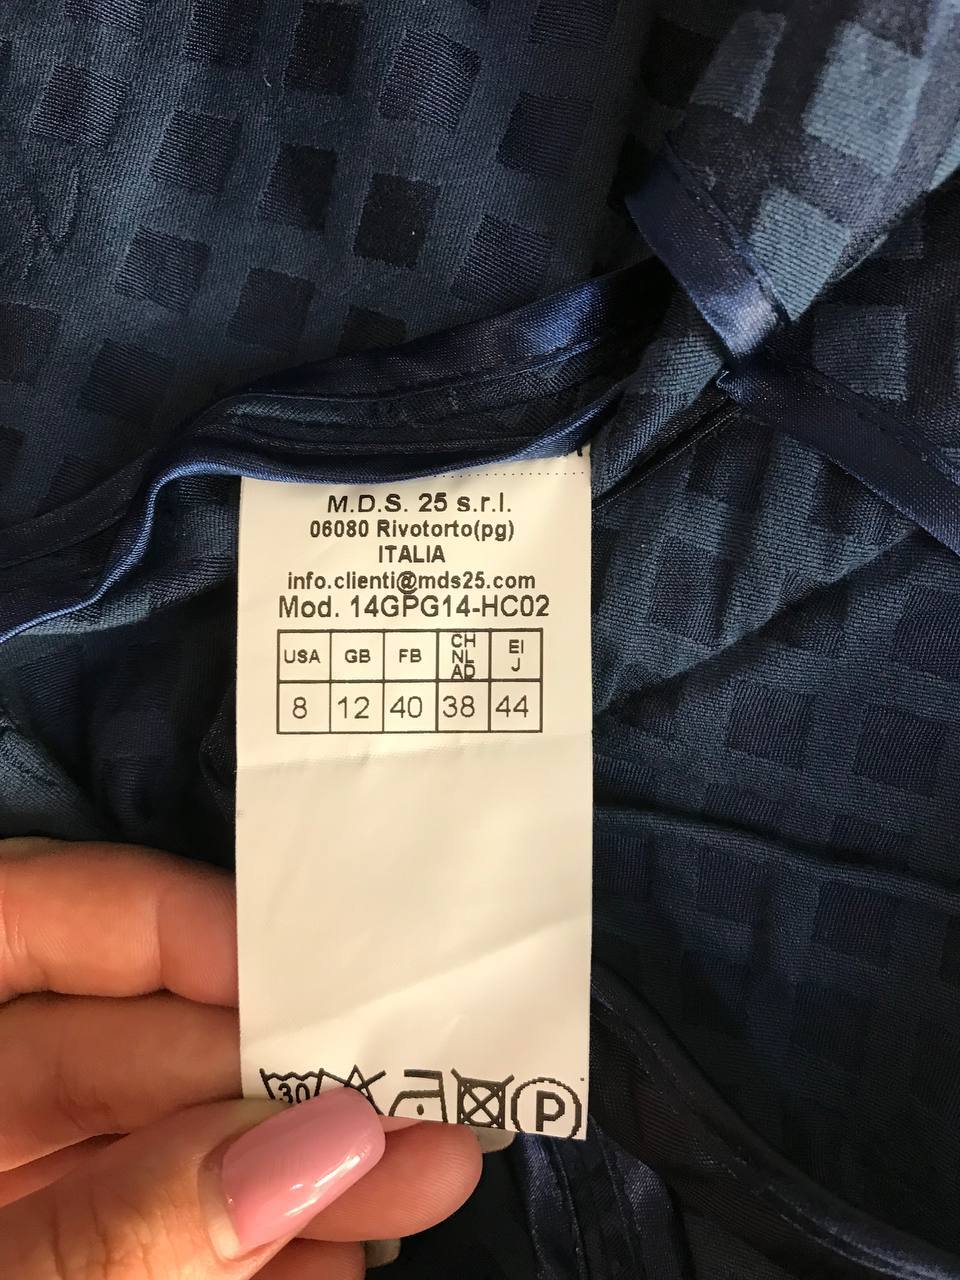 M.D.S. 25 s.r.l.
06080 Rivotorto(pg)
ITALIA
info.clienti@mds25.com
Mod. 14GPG14-HC02
USA GB FB CH NL AD EI J
8 12 40 38 44
30 P